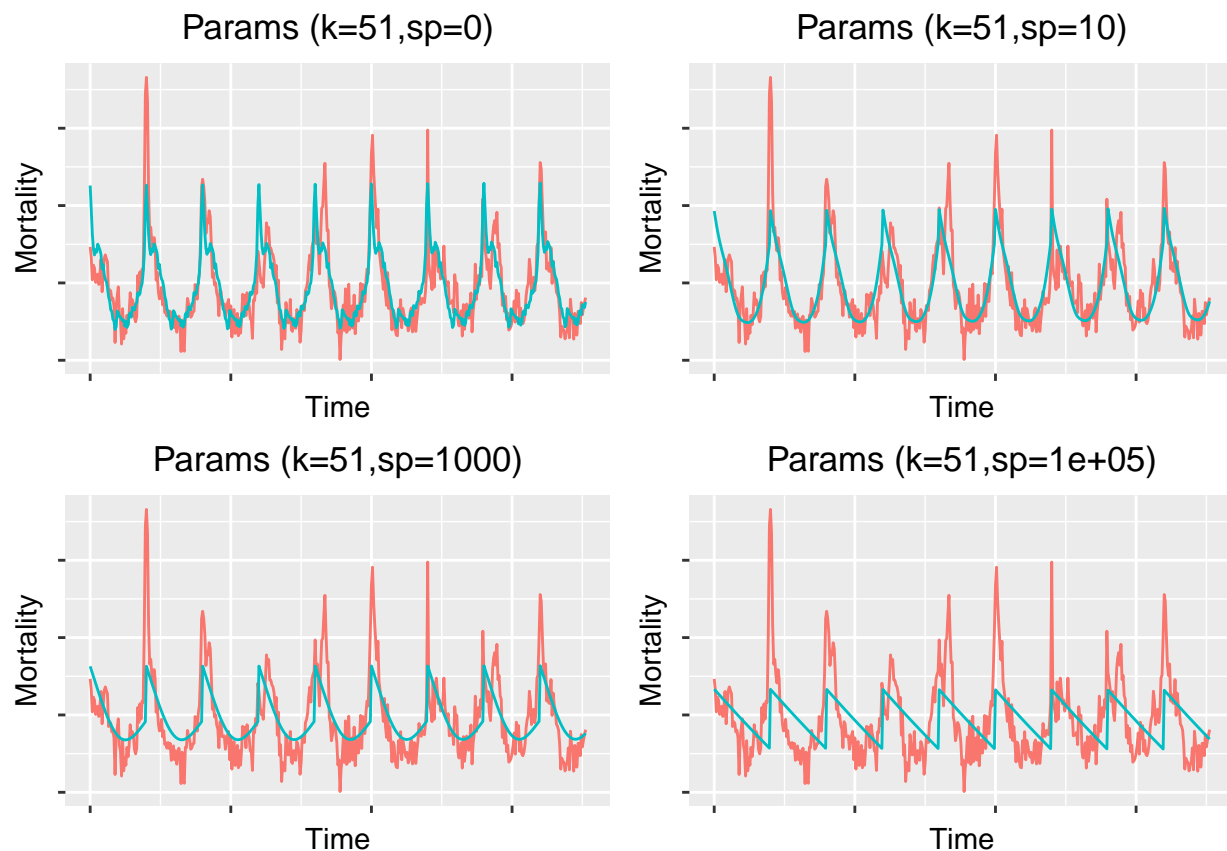 Params (k=51,sp=0)
Mortality
Time
Params (k=51,sp=10)
Mortality
Time
Params (k=51,sp=1000)
Mortality
Time
Params (k=51,sp=1e+05)
Mortality
Time